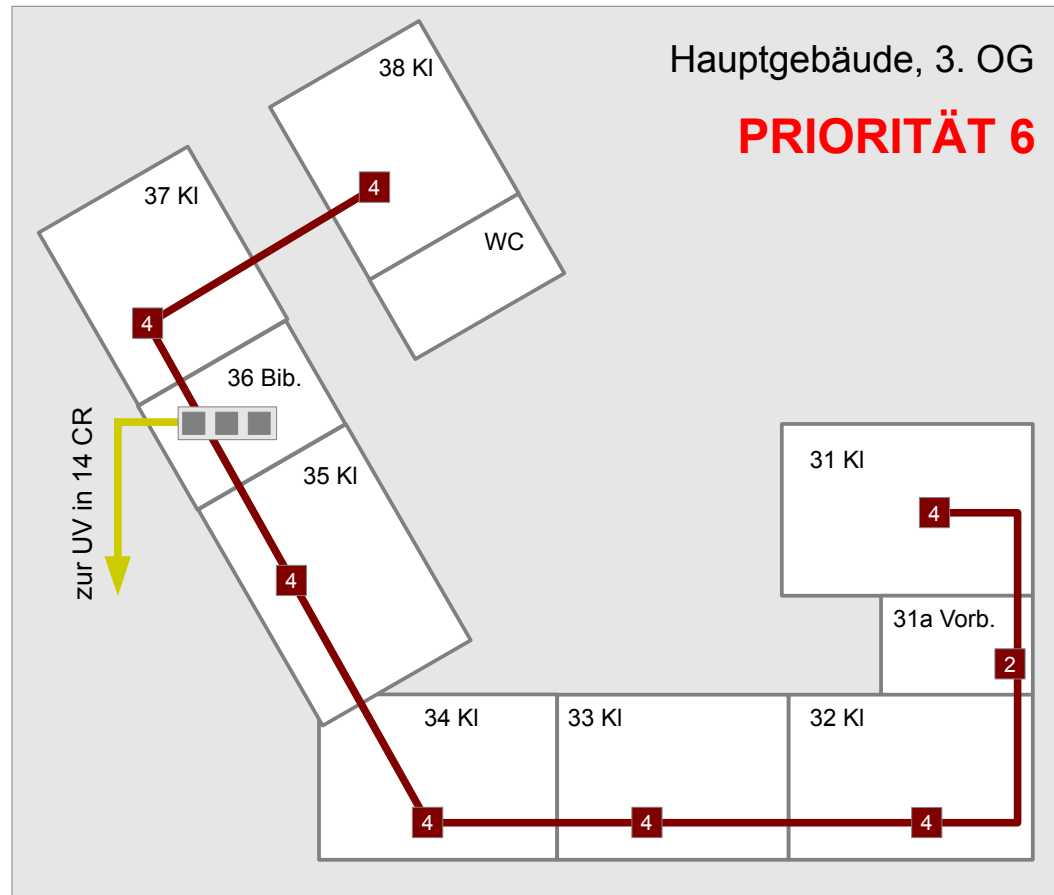 Hauptgebäude, 3. OG
PRIORITÄT 6
38 Kl
4
WC
37 Kl
4
36 Bib.
zur UV in 14 CR
35 Kl
4
31 Kl
4
31a Vorb.
2
34 Kl
33 Kl
32 Kl
4
4
4